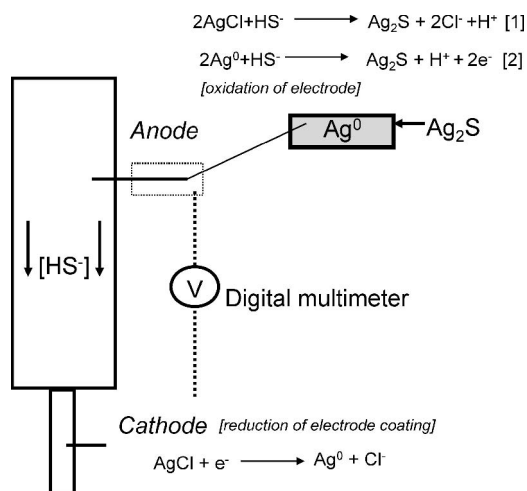 2AgCl+HS⁻ → Ag₂S + 2Cl⁻ +H⁺ [1]
2Ag⁰+HS⁻ → Ag₂S + H⁺ + 2e⁻ [2]
[oxidation of electrode]
Anode
Ag⁰
Ag₂S
[HS⁻]
V
Digital multimeter
Cathode [reduction of electrode coating]
AgCl + e⁻ → Ag⁰ + Cl⁻